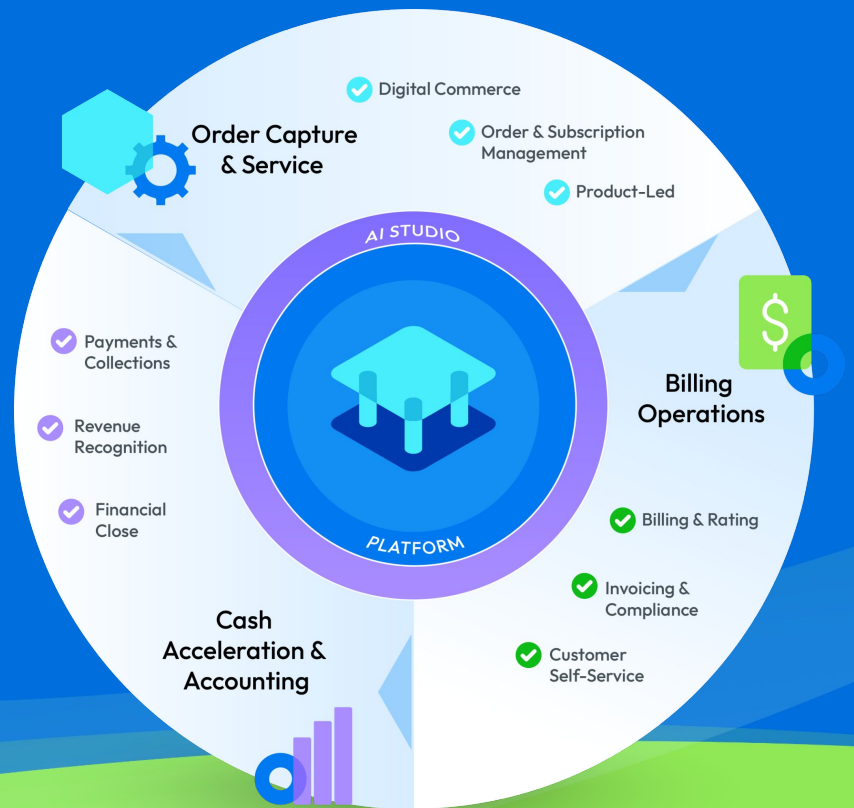 Order Capture
& Service
Digital Commerce
Order & Subscription
Management
Product-Led
AI STUDIO
PLATFORM
$
Billing
Operations
Billing & Rating
Invoicing &
Compliance
Customer
Self-Service
Cash
Acceleration &
Accounting
Payments &
Collections
Revenue
Recognition
Financial
Close